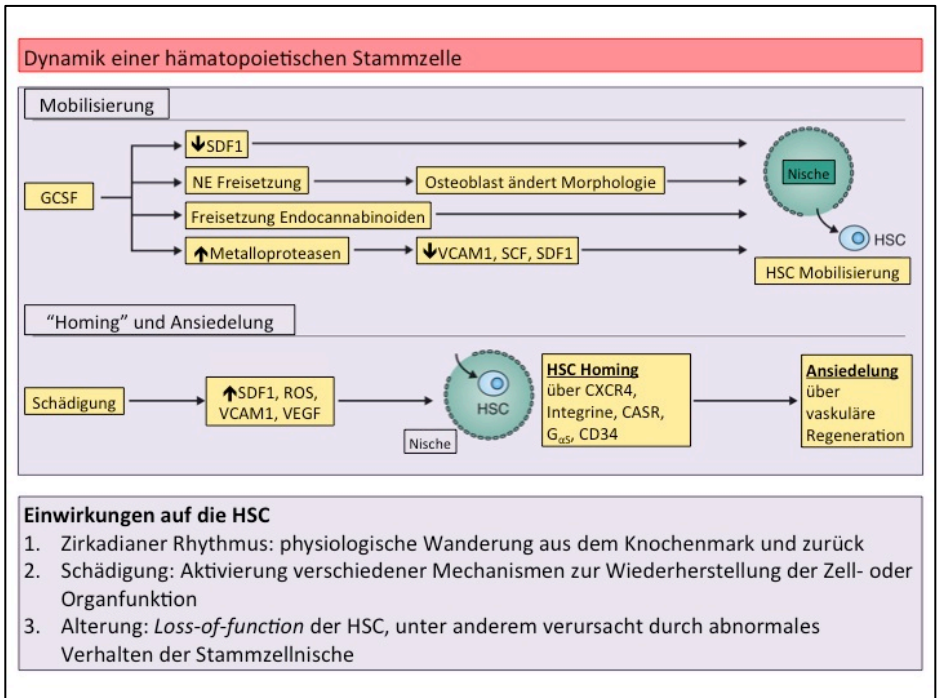 Dynamik einer hämatopoietischen Stammzelle
Mobilisierung
GCSF
↓SDF1
NE Freisetzung
Osteoblast ändert Morphologie
Freisetzung Endocannabinoiden
↑Metalloproteasen
↓VCAM1, SCF, SDF1
Nische
HSC
HSC Mobilisierung
“Homing” und Ansiedelung
Schädigung
↑SDF1, ROS,
VCAM1, VEGF
HSC
Nische
HSC Homing
über CXCR4,
Integrine, CASR,
GαS, CD34
Ansiedelung
über
vaskuläre
Regeneration
Einwirkungen auf die HSC
1. Zirkadianer Rhythmus: physiologische Wanderung aus dem Knochenmark und zurück
2. Schädigung: Aktivierung verschiedener Mechanismen zur Wiederherstellung der Zell- oder
Organfunktion
3. Alterung: Loss-of-function der HSC, unter anderem verursacht durch abnormales
Verhalten der Stammzellnische